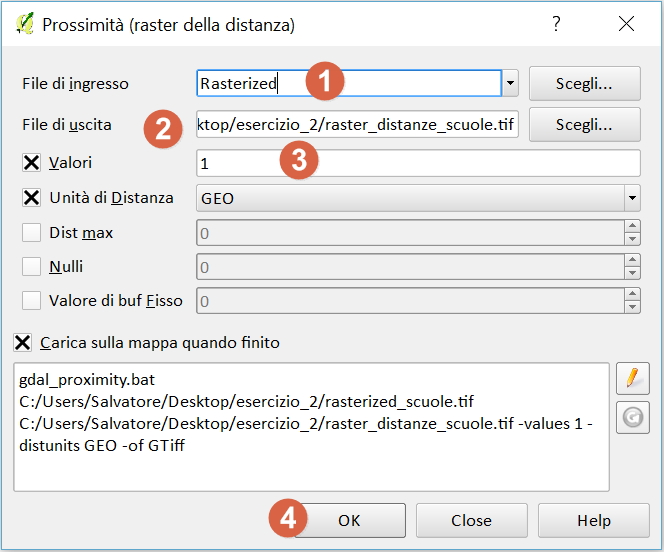 Prossimità (raster della distanza)
?
File di ingresso
Rasterized
1
Scegli...
File di uscita
2
ktop/esercizio_2/raster_distanze_scuole.tif
Scegli...
Valori
1
3
Unità di Distanza
GEO
Dist max
0
Nulli
0
Valore di buf Fisso
0
Carica sulla mappa quando finito
gdal_proximity.bat
C:/Users/Salvatore/Desktop/esercizio_2/rasterized_scuole.tif
C:/Users/Salvatore/Desktop/esercizio_2/raster_distanze_scuole.tif -values 1 -
distunits GEO -of GTiff
G
4
OK
Close
Help